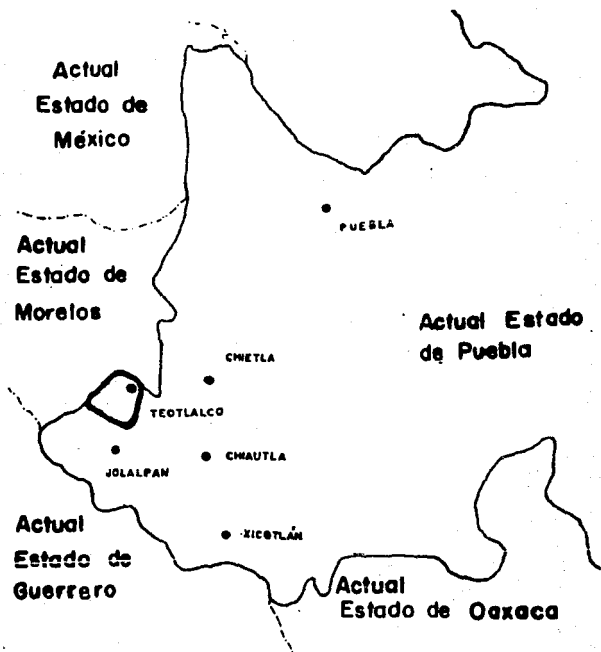 Actual
Estado de
México
PUEBLA
Actual
Estado de
Morelos
Actual Estado
de Puebla
CHIETLA
TEOTLALCO
JOLALPAN
CHIAUTLA
XICOTLÁN
Actual
Estado de
Guerrero
Actual
Estado de Oaxaca